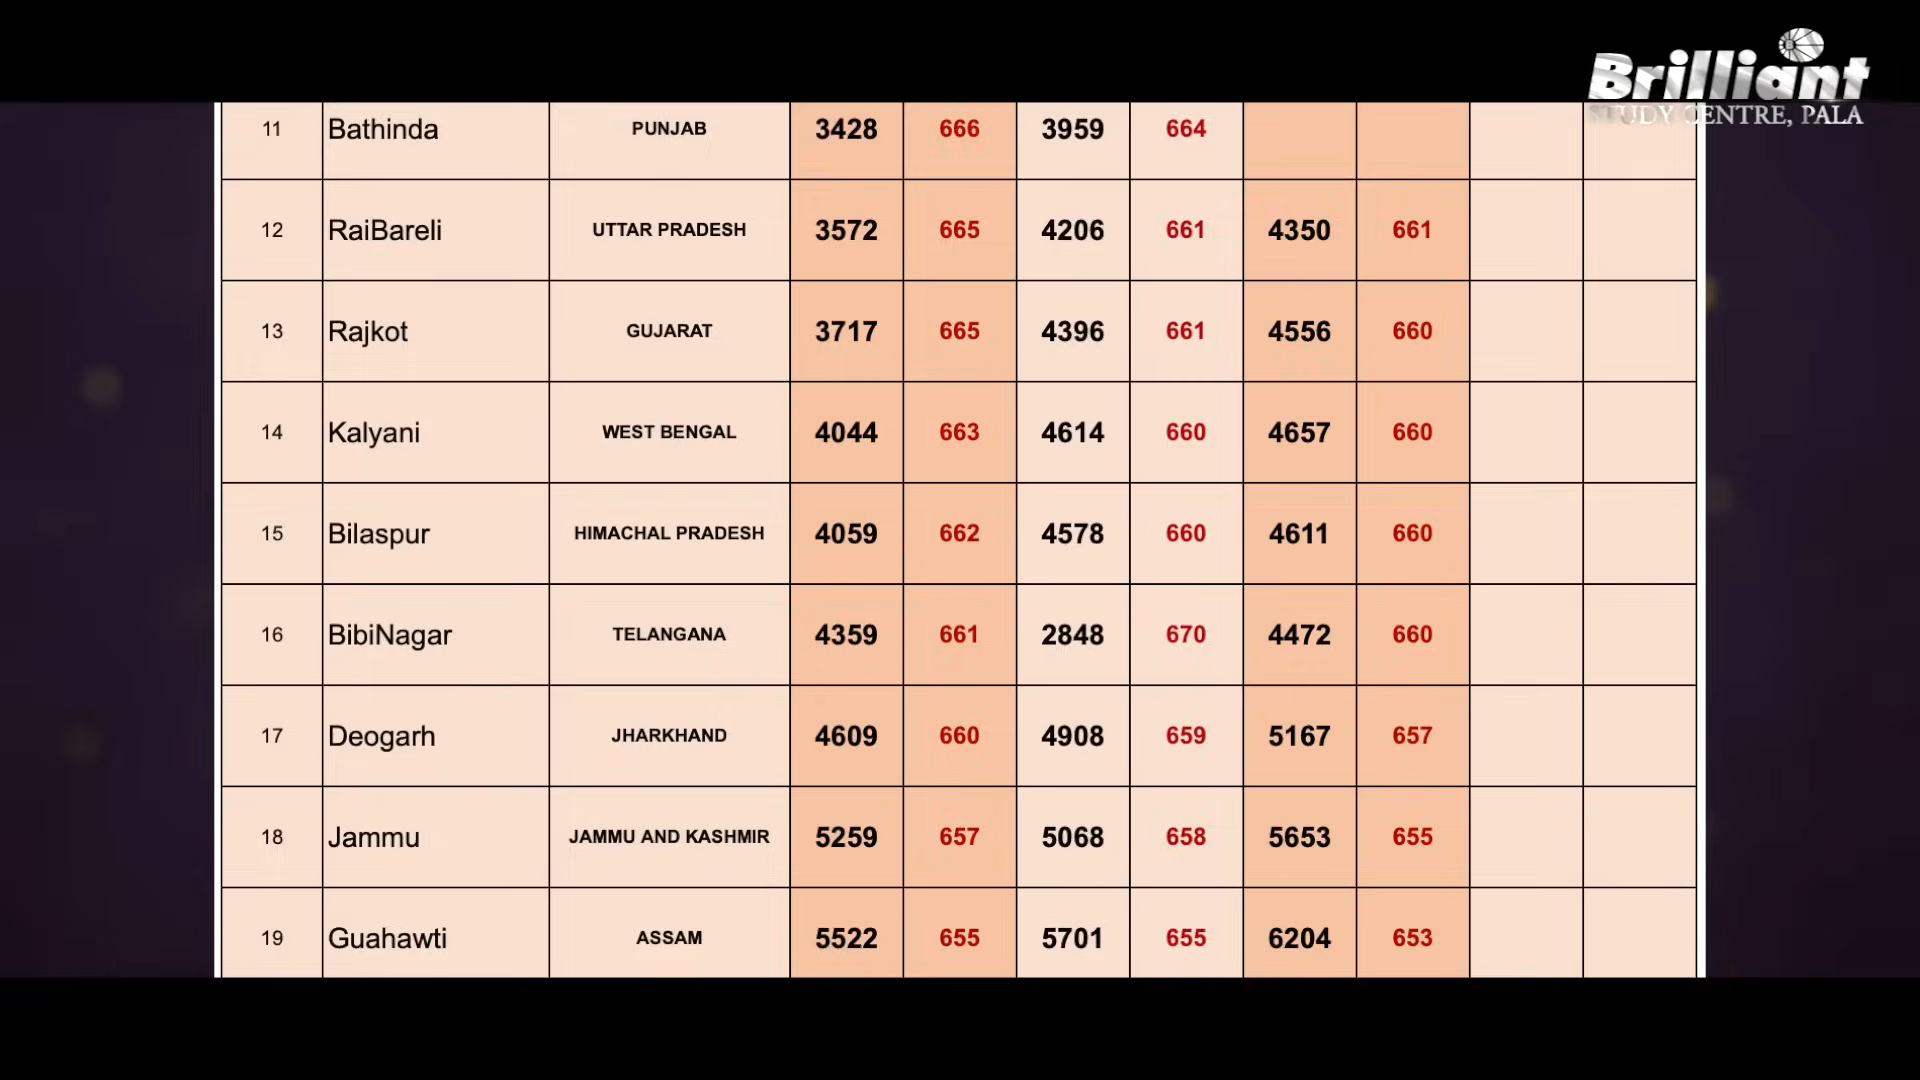 Brilliant
STUDY CENTRE, PALA
11 Bathinda PUNJAB 3428 666 3959 664
12 RaiBareli UTTAR PRADESH 3572 665 4206 661 4350 661
13 Rajkot GUJARAT 3717 665 4396 661 4556 660
14 Kalyani WEST BENGAL 4044 663 4614 660 4657 660
15 Bilaspur HIMACHAL PRADESH 4059 662 4578 660 4611 660
16 BibiNagar TELANGANA 4359 661 2848 670 4472 660
17 Deogarh JHARKHAND 4609 660 4908 659 5167 657
18 Jammu JAMMU AND KASHMIR 5259 657 5068 658 5653 655
19 Guahawti ASSAM 5522 655 5701 655 6204 653